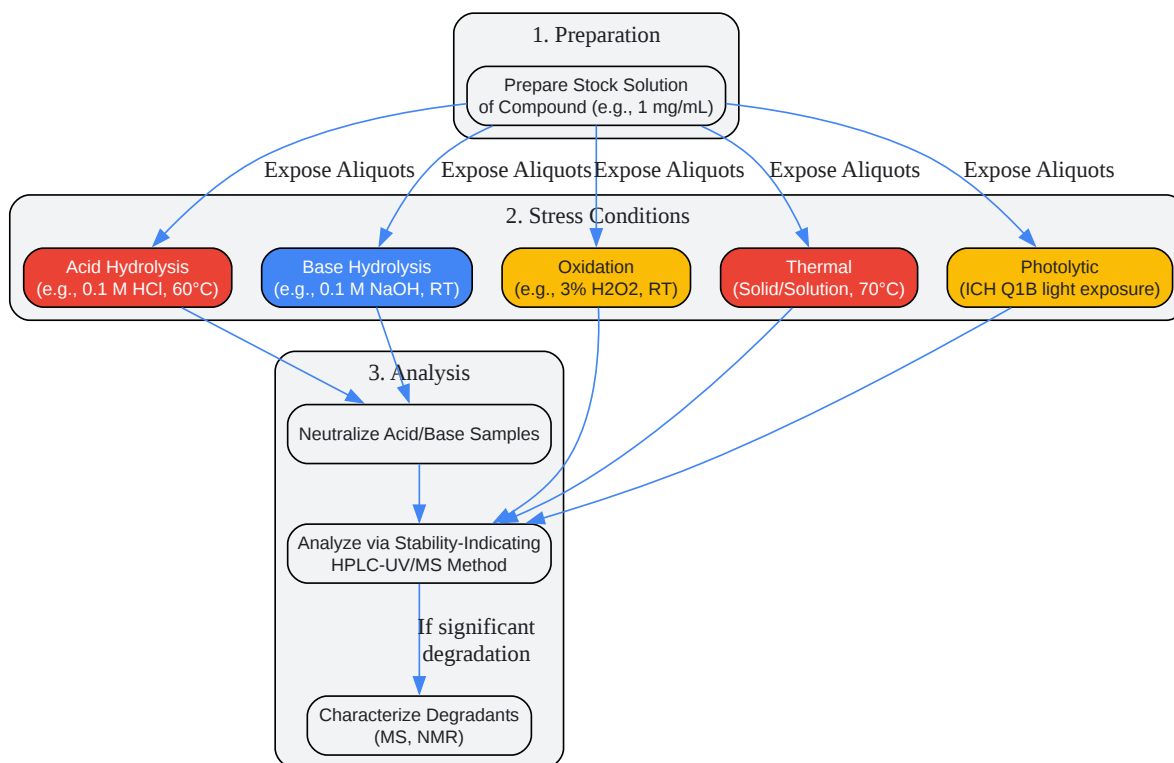 1. Preparation
Prepare Stock Solution
of Compound (e.g., 1 mg/mL)
Expose Aliquots
Expose Aliquots
Expose Aliquots
Expose Aliquots
Expose Aliquots
2. Stress Conditions
Acid Hydrolysis
(e.g., 0.1 M HCl, 60°C)
Base Hydrolysis
(e.g., 0.1 M NaOH, RT)
Oxidation
(e.g., 3% H2O2, RT)
Thermal
(Solid/Solution, 70°C)
Photolytic
(ICH Q1B light exposure)
3. Analysis
Neutralize Acid/Base Samples
Analyze via Stability-Indicating
HPLC-UV/MS Method
If significant
degradation
Characterize Degradants
(MS, NMR)